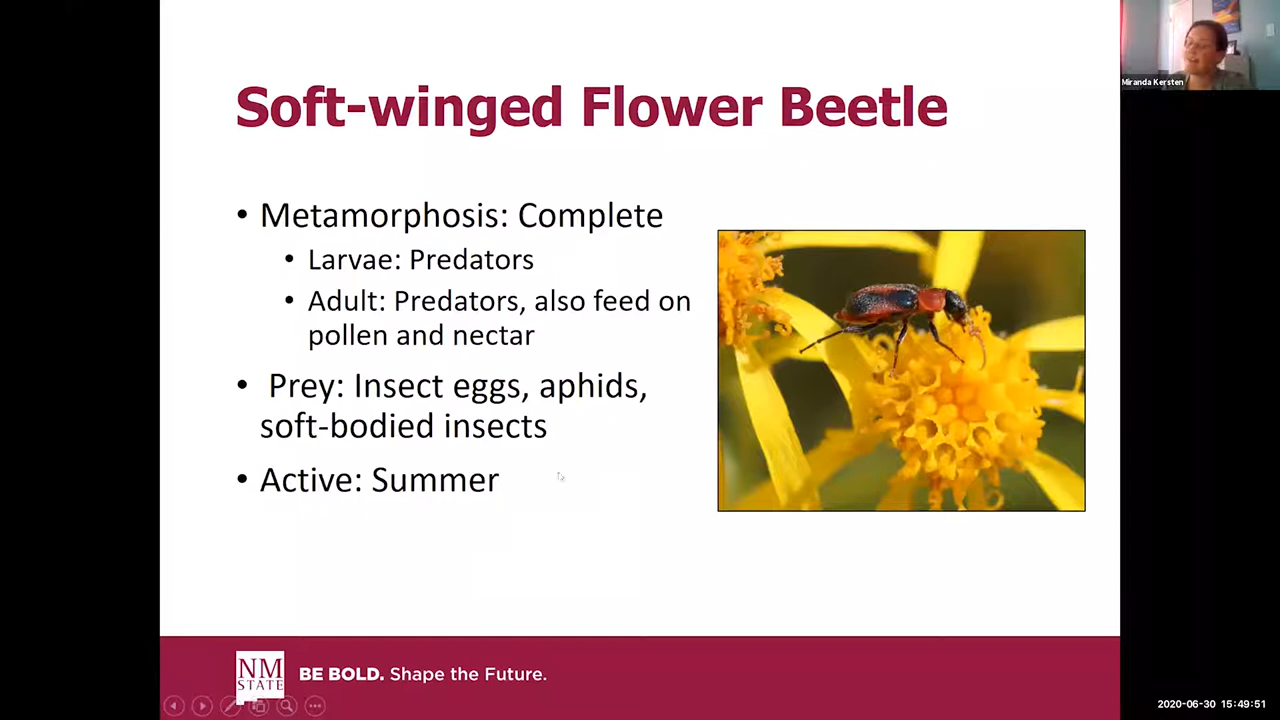 Soft-winged Flower Beetle
• Metamorphosis: Complete
• Larvae: Predators
• Adult: Predators, also feed on
pollen and nectar
• Prey: Insect eggs, aphids,
soft-bodied insects
• Active: Summer
Miranda Kersten
NM
STATE
BE BOLD. Shape the Future.
2020-06-30 15:49:51